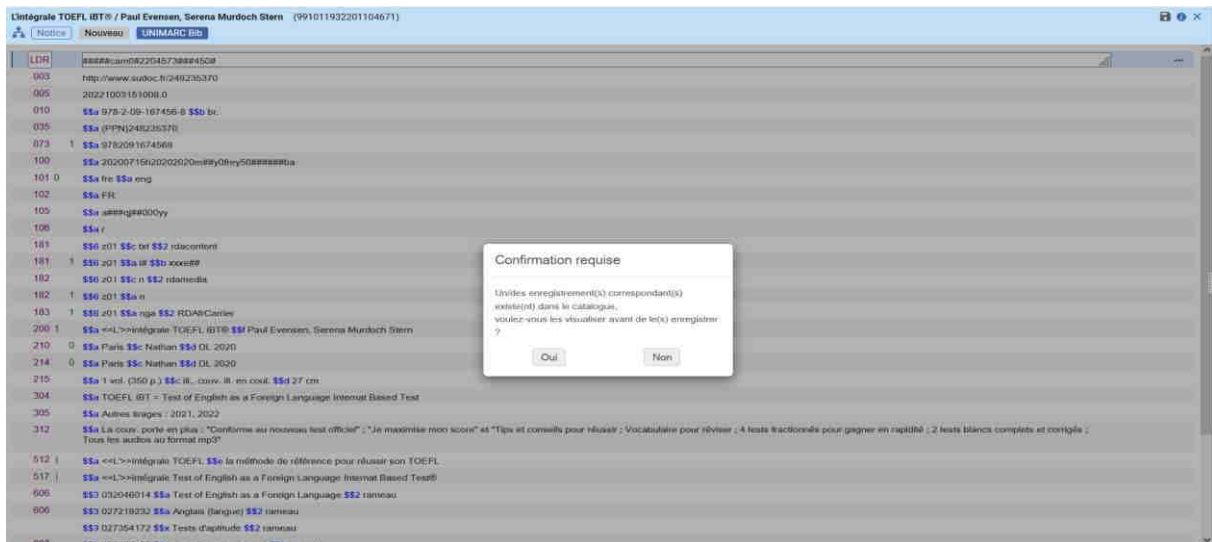 L'intégrale TOEFL iBT® / Paul Evensen, Serena Murdoch Stern (991011932201104671)
Notice Nouveau UNIMARC Bib
LDR #####cam0#2204573###450#
003 http://www.sudoc.fr/248235370
005 20221003151008.0
010 $$a 978-2-09-167456-8 $$b br.
035 $$a (PPN)248235370
073 1 $$a 9782091674568
100 $$a 20200715h20202020m##y0frey50######ba
101 0 $$a fre $$a eng
102 $$a FR
105 $$a a###qj##000yy
106 $$a r
181 $$6 z01 $$c txt $$2 rdacontent
181 1 $$6 z01 $$a i# $$b xxxe##
182 $$6 z01 $$c n $$2 rdamedia
182 1 $$6 z01 $$a n
183 1 $$6 z01 $$a nga $$2 RDAfrCarrier
200 1 $$a <<L'>>intégrale TOEFL iBT® $$f Paul Evensen, Serena Murdoch Stern
210 0 $$a Paris $$c Nathan $$d DL 2020
214 0 $$a Paris $$c Nathan $$d DL 2020
215 $$a 1 vol. (350 p.) $$c ill., couv. ill. en coul. $$d 27 cm
304 $$a TOEFL iBT = Test of English as a Foreign Language Internat Based Test
305 $$a Autres tirages : 2021, 2022
312 $$a La couv. porte en plus : "Conforme au nouveau test officiel" ; "Je maximise mon score" et "Tips et conseils pour réussir ; Vocabulaire pour réviser ; 4 tests fractionnés pour gagner en rapidité ; 2 tests blancs complets et corrigés ;
Tous les audios au format mp3"
512 | $$a <<L'>>intégrale TOEFL $$e la méthode de référence pour réussir son TOEFL
517 | $$a <<L'>>intégrale Test of English as a Foreign Language Internat Based Test®
606 $$3 032046014 $$a Test of English as a Foreign Language $$2 rameau
606 $$3 027219232 $$a Anglais (langue) $$2 rameau
$$3 027354172 $$x Tests d'aptitude $$2 rameau
Confirmation requise
Un/des enregistrement(s) correspondant(s)
existe(nt) dans le catalogue,
voulez-vous les visualiser avant de le(s) enregistrer
?
Oui Non